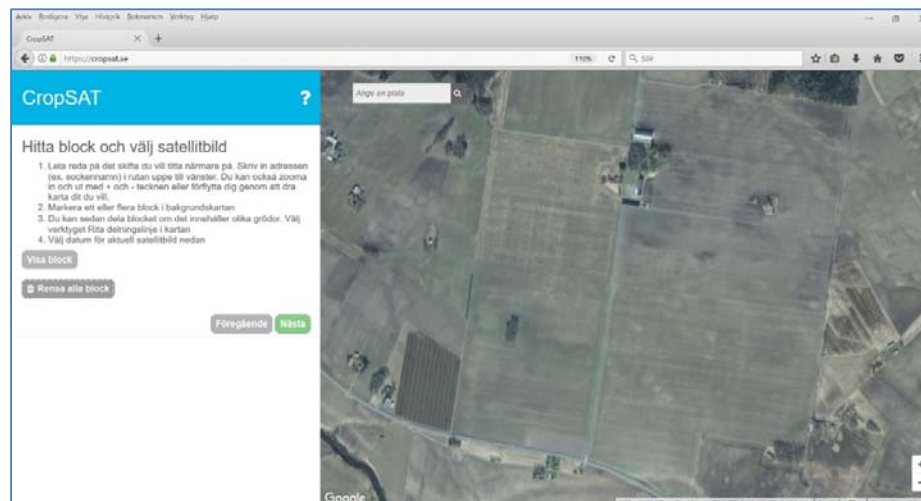 Arkiv Redigera Visa Historik Bokmärken Verktyg Hjälp
CropSAT
https://cropsat.se
110%
Sök
CropSAT
?
Ange en plats
Hitta block och välj satellitbild
1. Leta reda på det skifte du vill titta närmare på. Skriv in adressen
(ex. sockennamn) i rutan uppe till vänster. Du kan också zooma
in och ut med + och - tecknen eller förflytta dig genom att dra
karta dit du vill.
2. Markera ett eller flera block i bakgrundskartan
3. Du kan sedan dela blocket om det innehåller olika grödor. Välj
verktyget Rita delningslinje i kartan
4. Välj datum för aktuell satellitbild nedan
Visa block
Rensa alla block
Föregående Nästa
Google